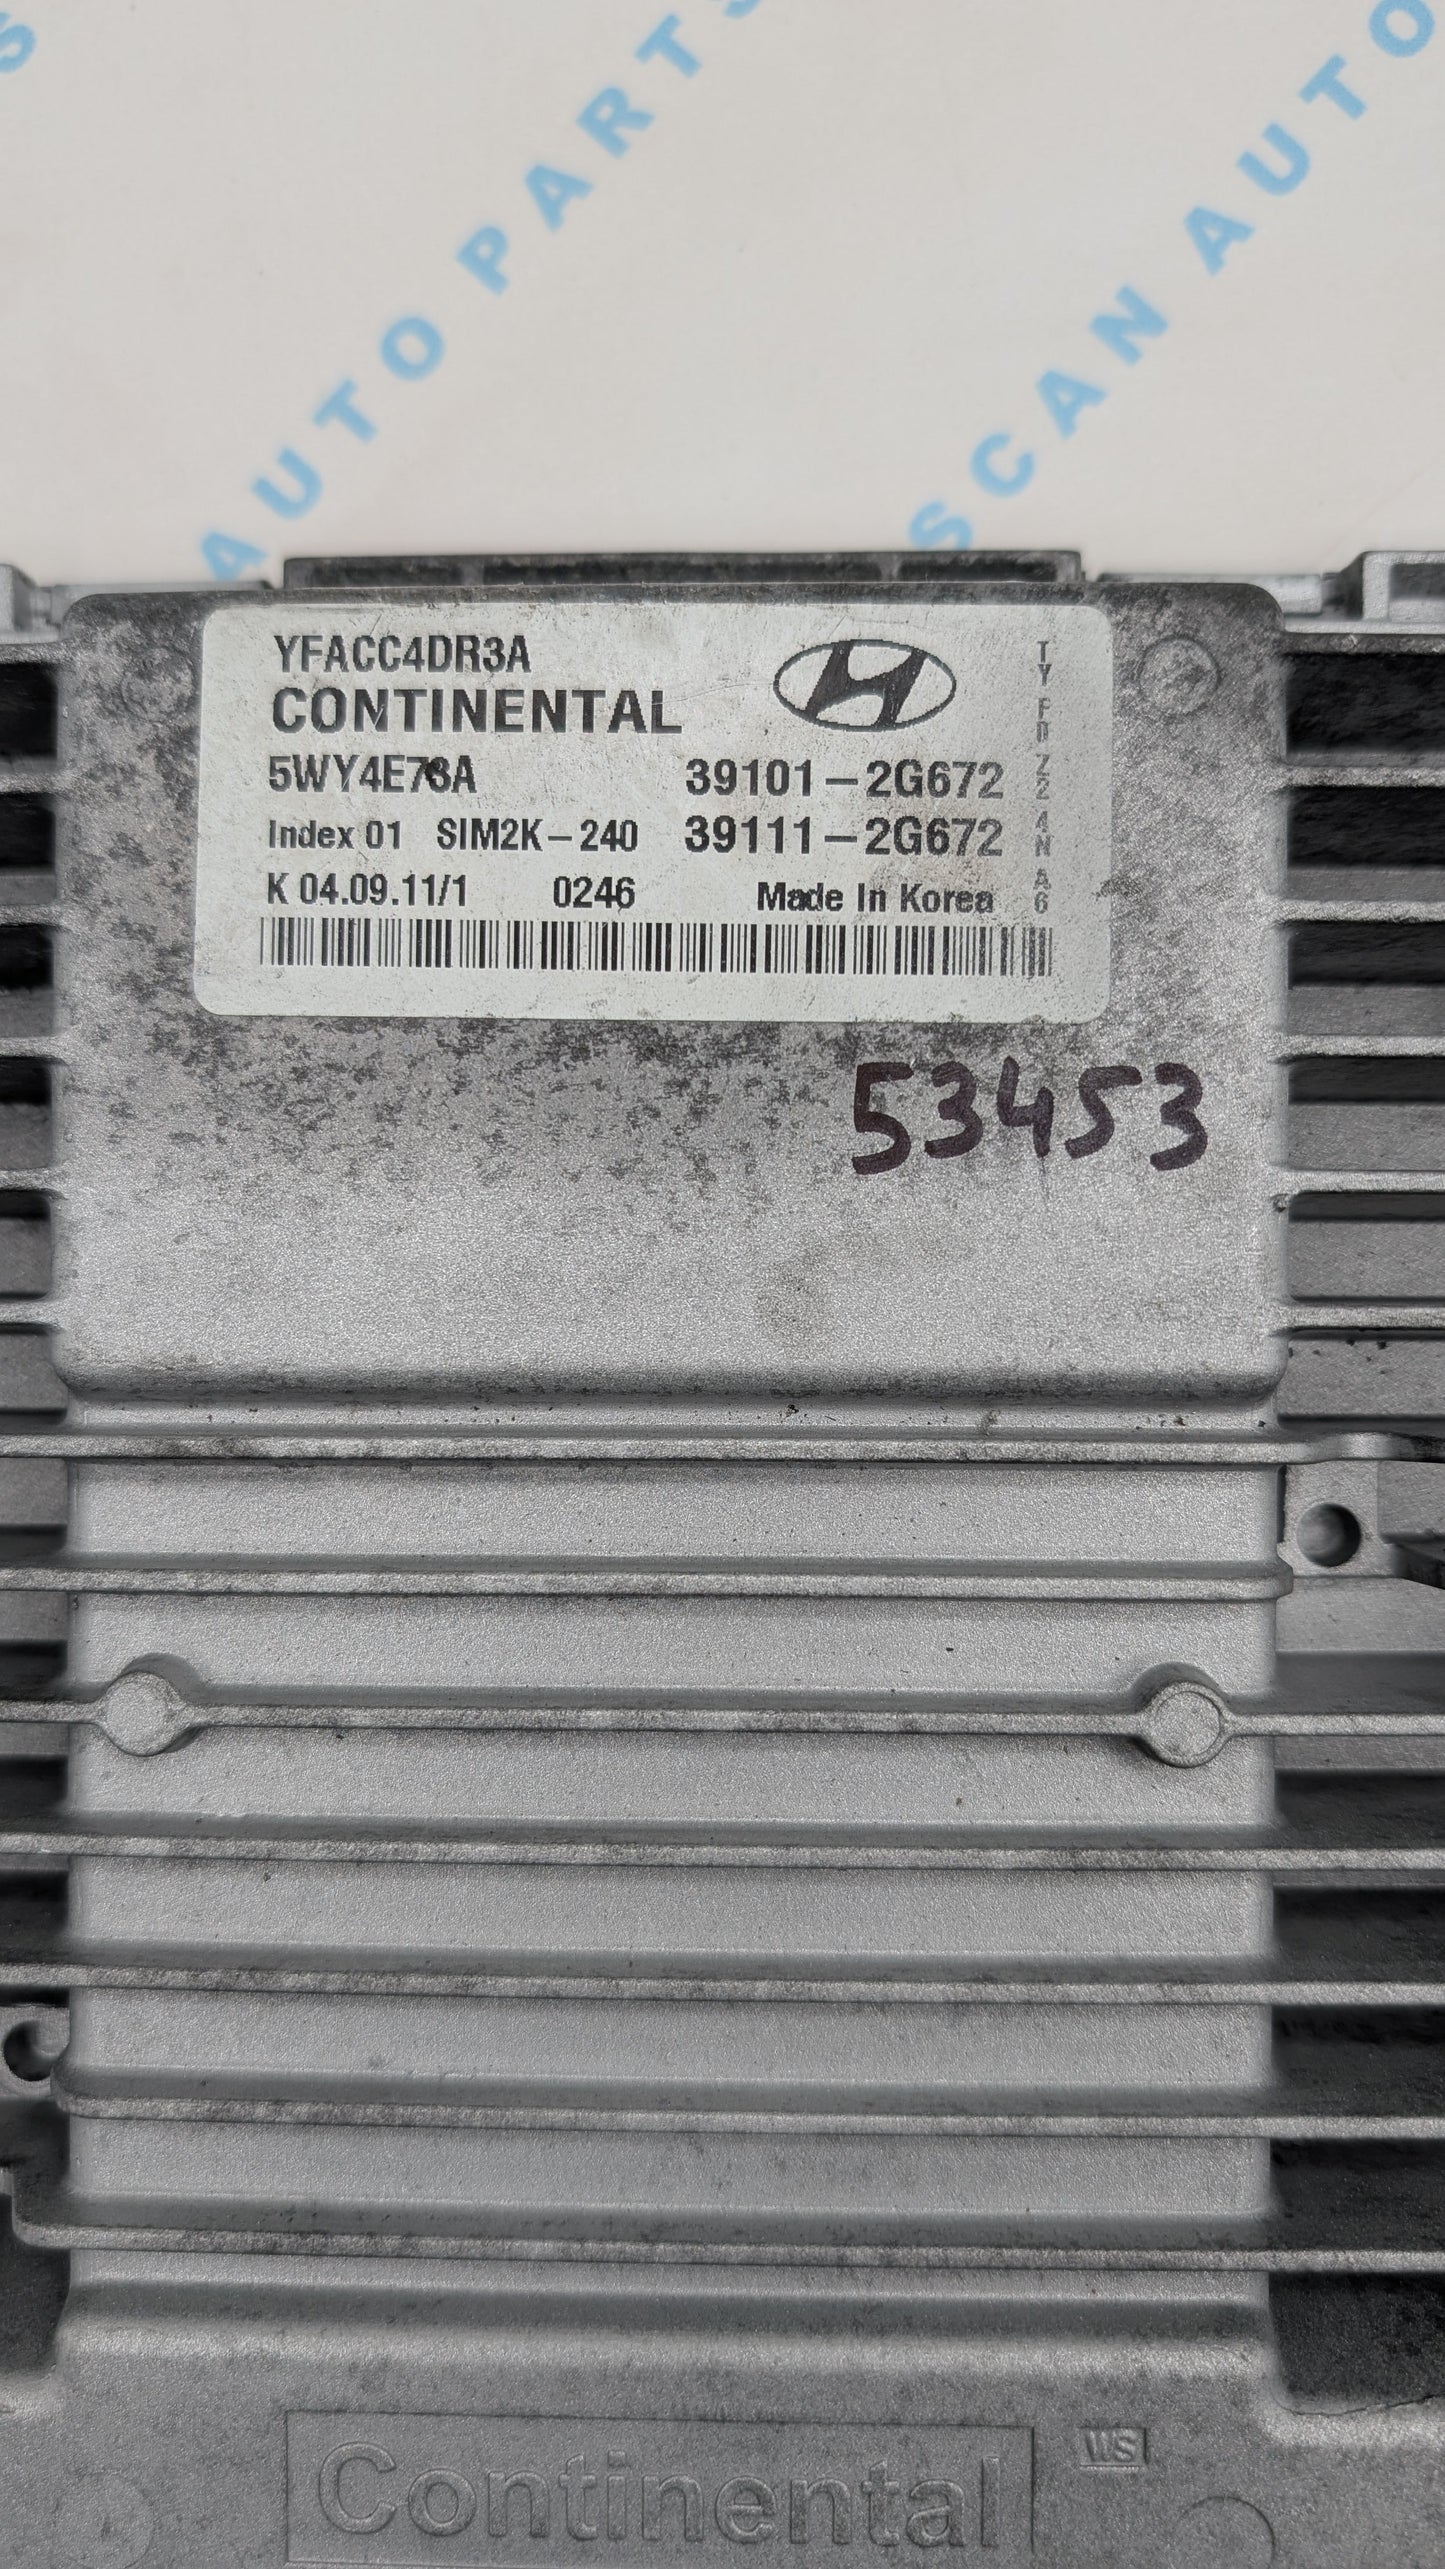 AUTO PARTS
SCAN AUTO
YFACC4DR3A
CONTINENTAL
39101-2G672
Index 01 SIM2K-240 39111-2G672
K 04.09.11/1 0246 Made In Korea
53453
Continental
WS